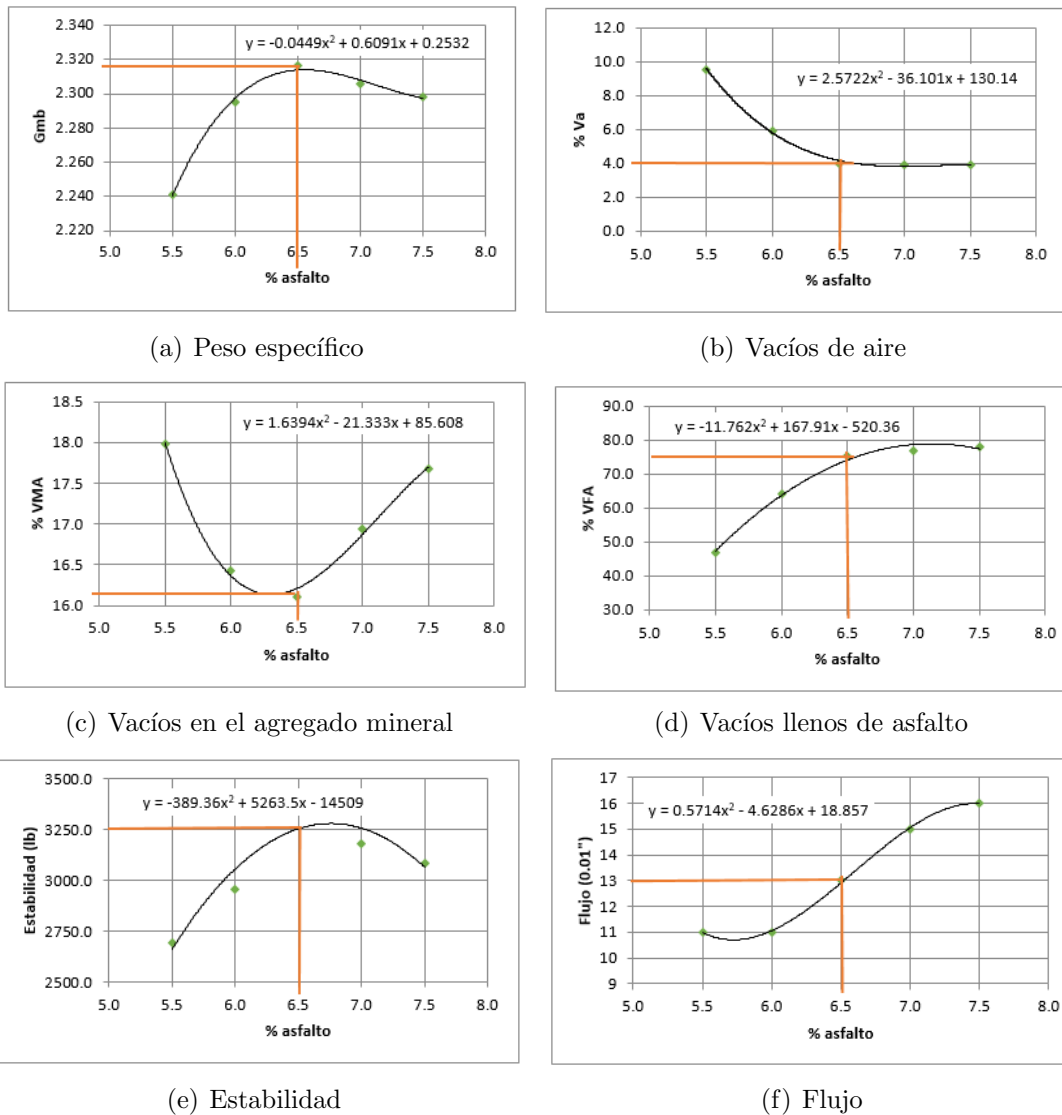 y = -0.0449x² + 0.6091x + 0.2532
2.340
2.320
2.300
2.280
2.260
2.240
2.220
Gmb
5.0 5.5 6.0 6.5 7.0 7.5 8.0
% asfalto
(a) Peso específico
y = 2.5722x² - 36.101x + 130.14
12.0
10.0
8.0
6.0
4.0
2.0
0.0
% Va
5.0 5.5 6.0 6.5 7.0 7.5 8.0
% asfalto
(b) Vacíos de aire
y = 1.6394x² - 21.333x + 85.608
18.5
18.0
17.5
17.0
16.5
16.0
% VMA
5.0 5.5 6.0 6.5 7.0 7.5 8.0
% asfalto
(c) Vacíos en el agregado mineral
y = -11.762x² + 167.91x - 520.36
90.0
80.0
70.0
60.0
50.0
40.0
30.0
% VFA
5.0 5.5 6.0 6.5 7.0 7.5 8.0
% asfalto
(d) Vacíos llenos de asfalto
y = -389.36x² + 5263.5x - 14509
3500.0
3250.0
3000.0
2750.0
2500.0
Estabilidad (lb)
5.0 5.5 6.0 6.5 7.0 7.5 8.0
% asfalto
(e) Estabilidad
y = 0.5714x² - 4.6286x + 18.857
17
16
15
14
13
12
11
10
9
Flujo (0.01")
5.0 5.5 6.0 6.5 7.0 7.5 8.0
% asfalto
(f) Flujo